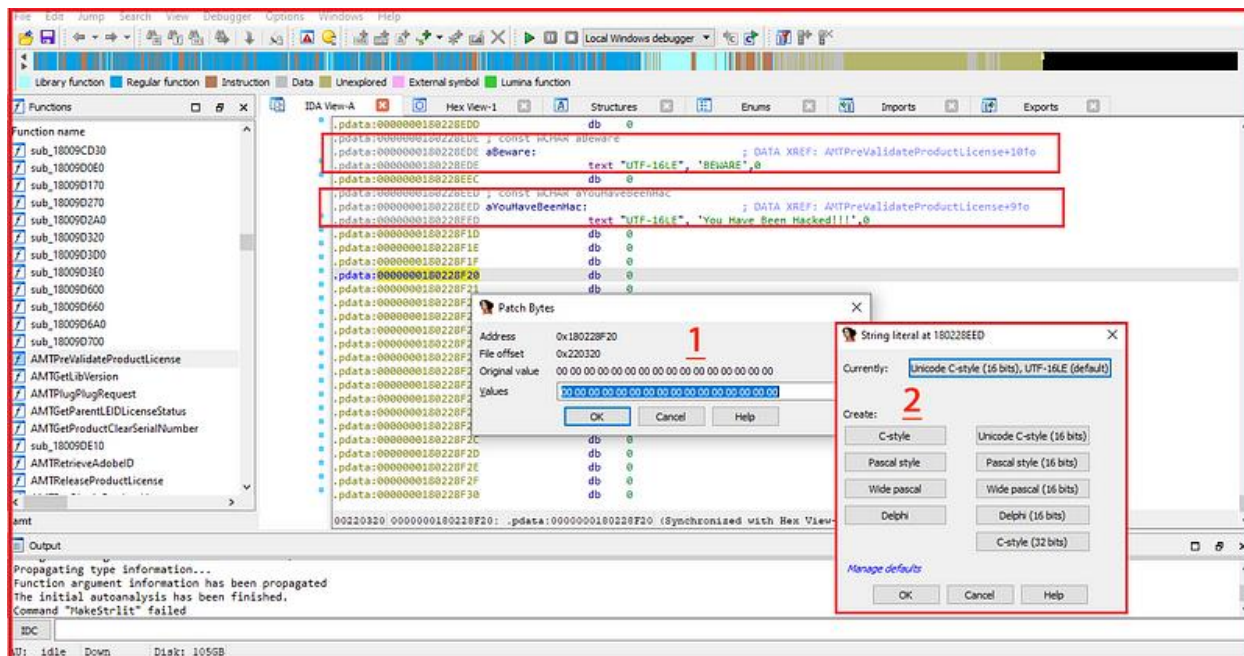 File Edit Jump Search View Debugger Options Windows Help
Local Windows debugger
Library function Regular function Instruction Data Unexplored External symbol Lumina function
Functions
IDA View-A Hex View-1 Structures Enums Imports Exports
Function name
sub_18009CD30
sub_18009D0E0
sub_18009D170
sub_18009D270
sub_18009D2A0
sub_18009D320
sub_18009D3D0
sub_18009D3E0
sub_18009D600
sub_18009D660
sub_18009D6A0
sub_18009D700
AMTPreValidateProductLicense
AMTGetLibVersion
AMTPlugPlugRequest
AMTGetParentLEIDLicenseStatus
AMTGetProductClearSerialNumber
sub_18009DE10
AMTRetrieveAdobeID
AMTReleaseProductLicense
amt
.pdata:0000000180228EDD db 0
.pdata:0000000180228EDE ; const WCHAR aBeware
.pdata:0000000180228EDE aBeware: ; DATA XREF: AMTPreValidateProductLicense+10↑o
.pdata:0000000180228EDE text "UTF-16LE", 'BEWARE',0
.pdata:0000000180228EEC db 0
.pdata:0000000180228EED ; const WCHAR aYouHaveBeenHac
.pdata:0000000180228EED aYouHaveBeenHac: ; DATA XREF: AMTPreValidateProductLicense+9↑o
.pdata:0000000180228EED text "UTF-16LE", 'You Have Been Hacked!!!',0
.pdata:0000000180228F1D db 0
.pdata:0000000180228F1E db 0
.pdata:0000000180228F1F db 0
.pdata:0000000180228F20 db 0
.pdata:0000000180228F21 db 0
.pdata:0000000180228F2C db 0
.pdata:0000000180228F2D db 0
.pdata:0000000180228F2E db 0
.pdata:0000000180228F2F db 0
.pdata:0000000180228F30 db 0
00220320 0000000180228F20: .pdata:0000000180228F20 (Synchronized with Hex View-
Patch Bytes
1
Address 0x180228F20
File offset 0x220320
Original value 00 00 00 00 00 00 00 00 00 00 00 00 00 00 00 00
Values 00 00 00 00 00 00 00 00 00 00 00 00 00 00 00 00
OK Cancel Help
String literal at 180228EED
Currently: Unicode C-style (16 bits), UTF-16LE (default)
2
Create:
C-style Unicode C-style (16 bits)
Pascal style Pascal style (16 bits)
Wide pascal Wide pascal (16 bits)
Delphi Delphi (16 bits)
C-style (32 bits)
Manage defaults
OK Cancel Help
Output
Propagating type information...
Function argument information has been propagated
The initial autoanalysis has been finished.
Command "MakeStrlit" failed
IDC
AU: idle Down Disk: 105GB